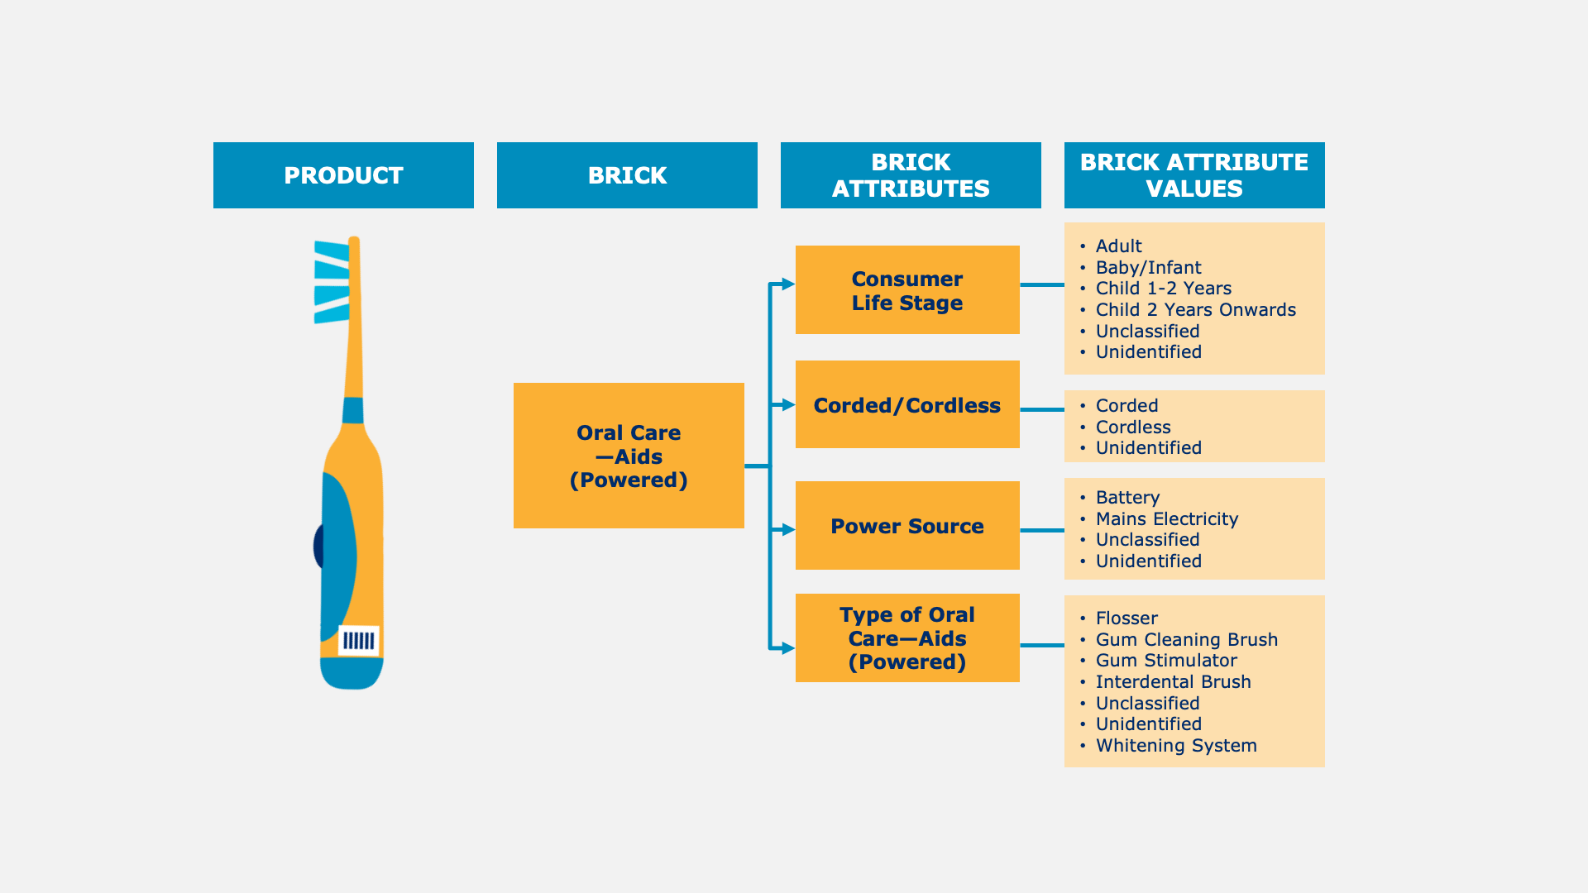 PRODUCT
BRICK
BRICK
ATTRIBUTES
BRICK ATTRIBUTE
VALUES
Oral Care
—Aids
(Powered)
Consumer
Life Stage
• Adult
• Baby/Infant
• Child 1-2 Years
• Child 2 Years Onwards
• Unclassified
• Unidentified
Corded/Cordless
• Corded
• Cordless
• Unidentified
Power Source
• Battery
• Mains Electricity
• Unclassified
• Unidentified
Type of Oral
Care—Aids
(Powered)
• Flosser
• Gum Cleaning Brush
• Gum Stimulator
• Interdental Brush
• Unclassified
• Unidentified
• Whitening System